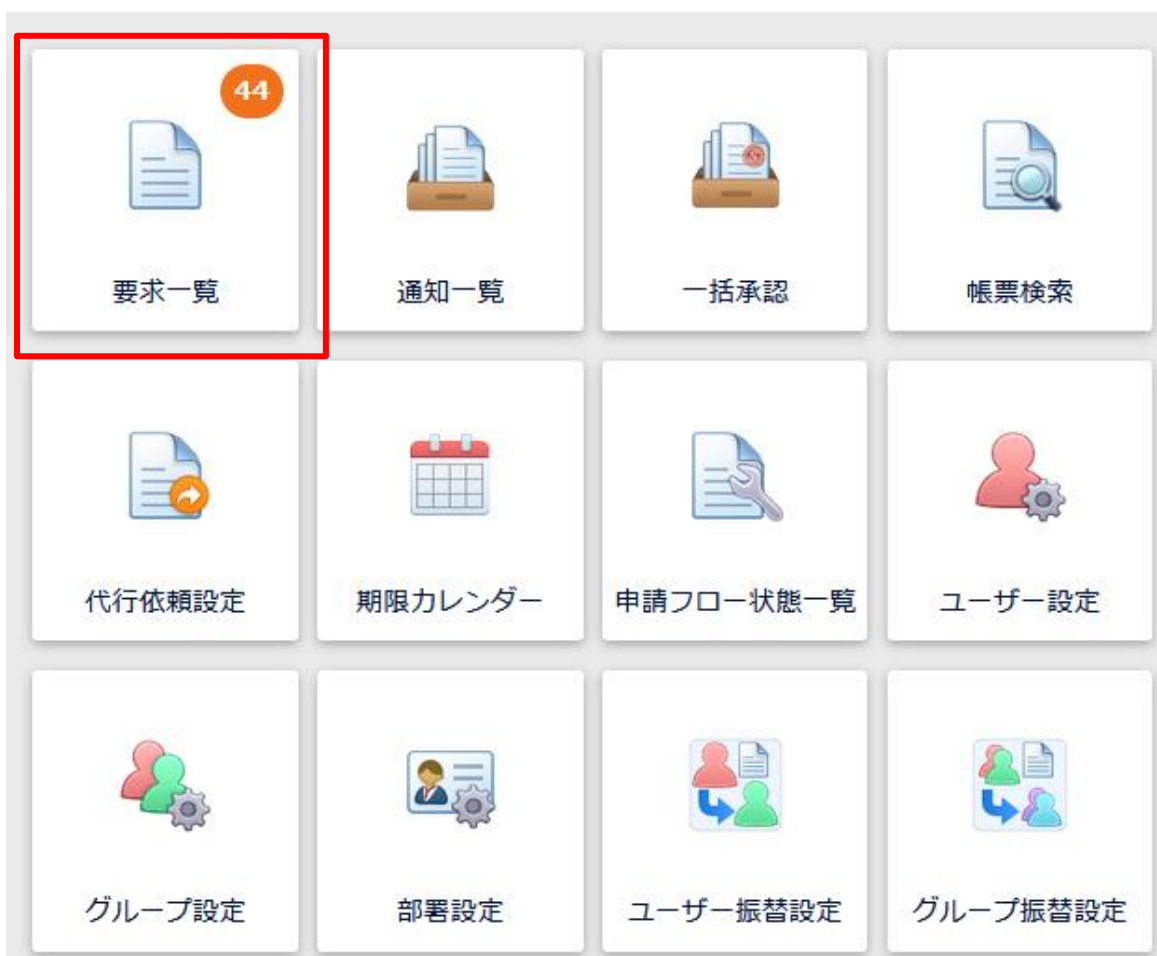 44
要求一覧
通知一覧
一括承認
帳票検索
代行依頼設定
期限カレンダー
申請フロー状態一覧
ユーザー設定
グループ設定
部署設定
ユーザー振替設定
グループ振替設定